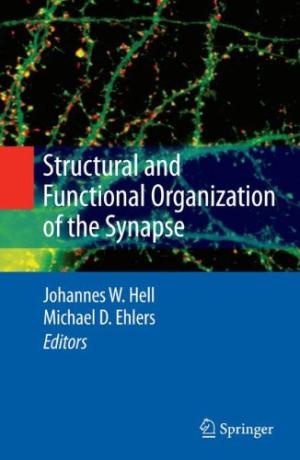 Structural and
Functional Organization
of the Synapse
Johannes W. Hell
Michael D. Ehlers
Editors
Springer